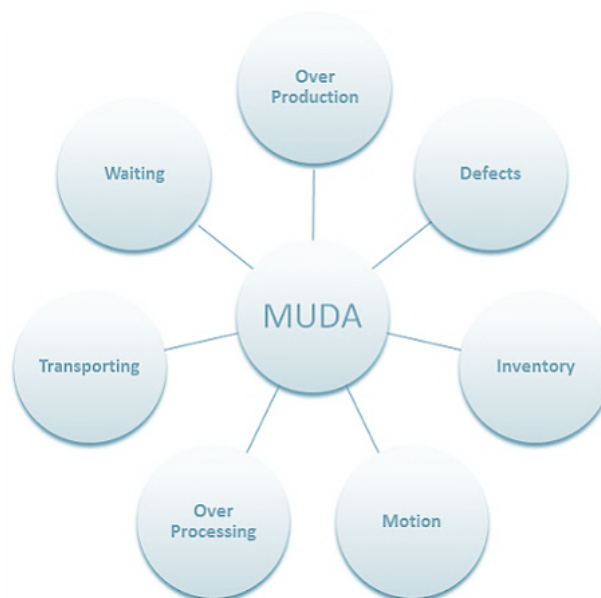 Over
Production
Waiting
Defects
MUDA
Transporting
Inventory
Over
Processing
Motion